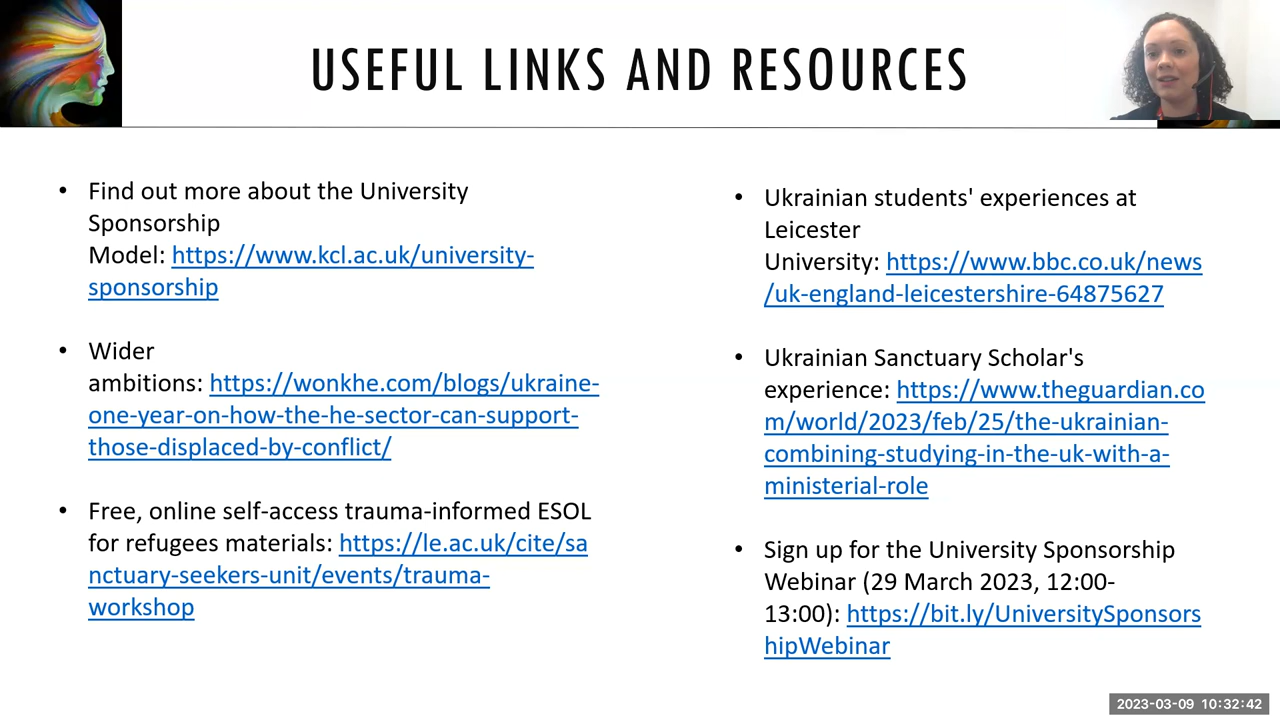 USEFUL LINKS AND RESOURCES
• Find out more about the University
Sponsorship
Model: https://www.kcl.ac.uk/university-
sponsorship
• Wider
ambitions: https://wonkhe.com/blogs/ukraine-
one-year-on-how-the-he-sector-can-support-
those-displaced-by-conflict/
• Free, online self-access trauma-informed ESOL
for refugees materials: https://le.ac.uk/cite/sa
nctuary-seekers-unit/events/trauma-
workshop
• Ukrainian students' experiences at
Leicester
University: https://www.bbc.co.uk/news
/uk-england-leicestershire-64875627
• Ukrainian Sanctuary Scholar's
experience: https://www.theguardian.co
m/world/2023/feb/25/the-ukrainian-
combining-studying-in-the-uk-with-a-
ministerial-role
• Sign up for the University Sponsorship
Webinar (29 March 2023, 12:00-
13:00): https://bit.ly/UniversitySponsors
hipWebinar
2023-03-09 10:32:42